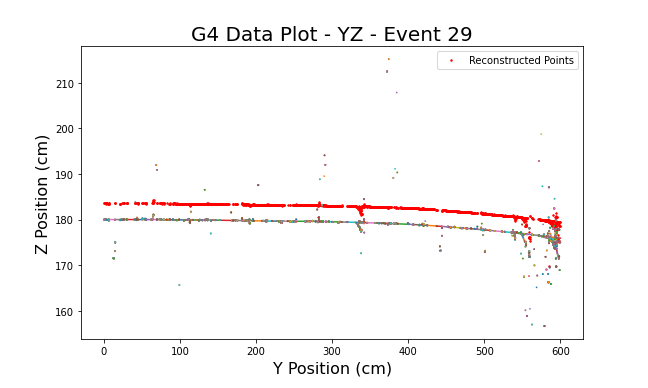 G4 Data Plot - YZ - Event 29
Reconstructed Points
210
200
190
180
170
160
Z Position (cm)
0 100 200 300 400 500 600
Y Position (cm)